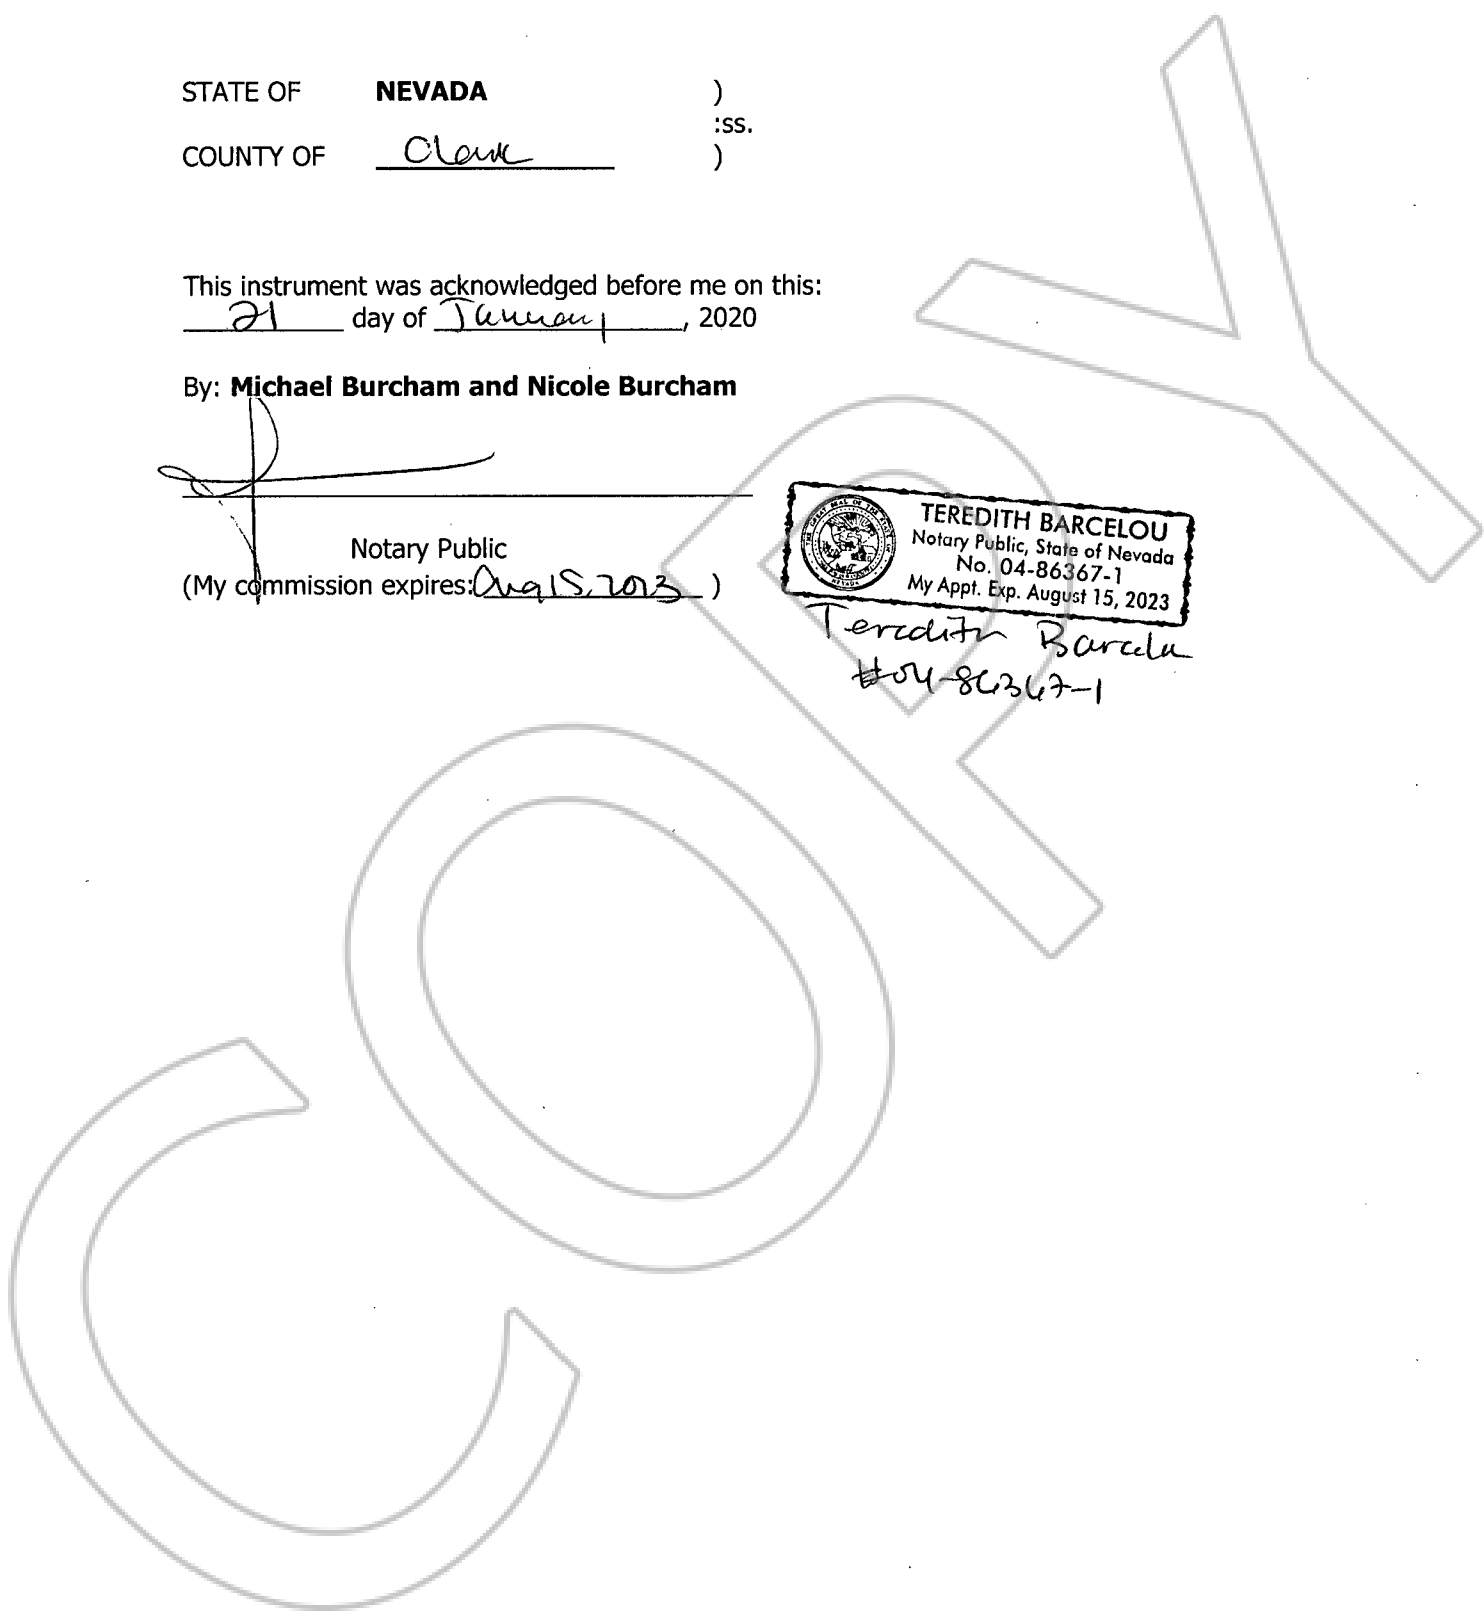 STATE OF NEVADA )
:ss.
COUNTY OF Clark )
This instrument was acknowledged before me on this:
21 day of January, 2020
By: Michael Burcham and Nicole Burcham
Notary Public
(My commission expires: Aug 15, 2023 )
TEREDITH BARCELOU
Notary Public, State of Nevada
No. 04-86367-1
My Appt. Exp. August 15, 2023
Teredith Barcelou
#04-86367-1
COPY